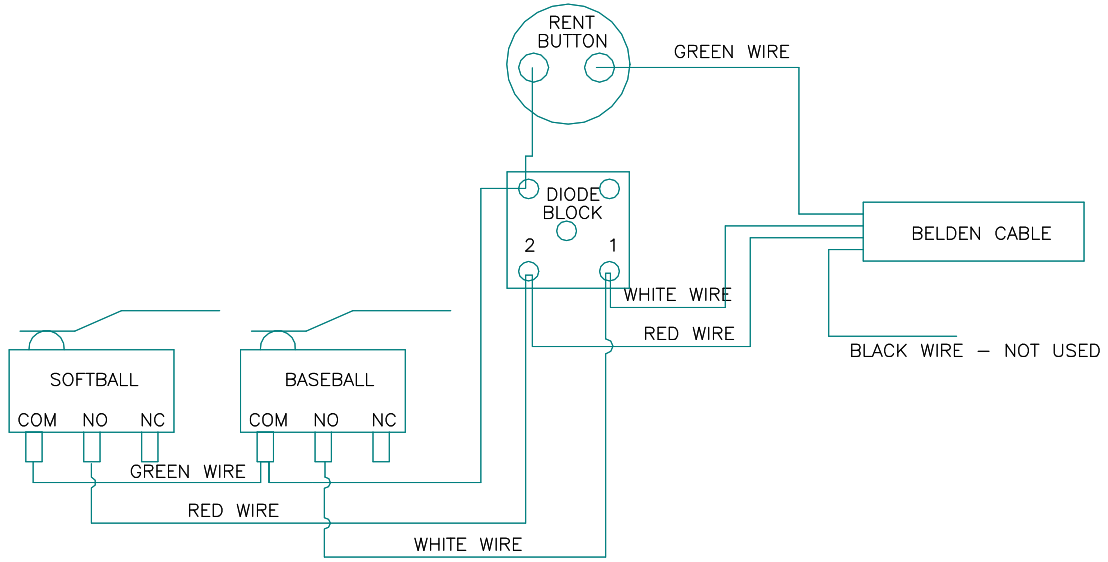 RENT
BUTTON
GREEN WIRE
DIODE
BLOCK
2
1
BELDEN CABLE
WHITE WIRE
RED WIRE
BLACK WIRE – NOT USED
SOFTBALL
BASEBALL
COM NO NC
COM NO NC
GREEN WIRE
RED WIRE
WHITE WIRE